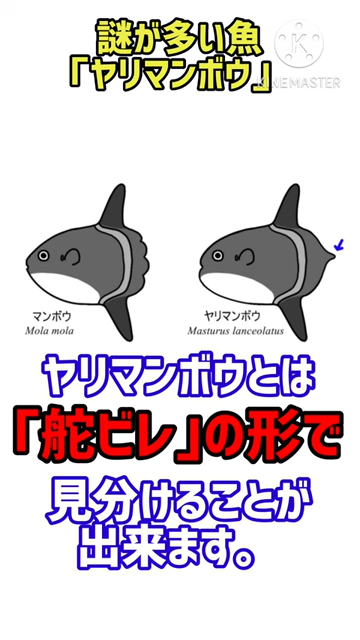 謎が多い魚
「ヤリマンボウ」
K
KINEMASTER
マンボウ
Mola mola
ヤリマンボウ
Masturus lanceolatus
ヤリマンボウとは
「舵ビレ」の形で
見分けることが
出来ます。